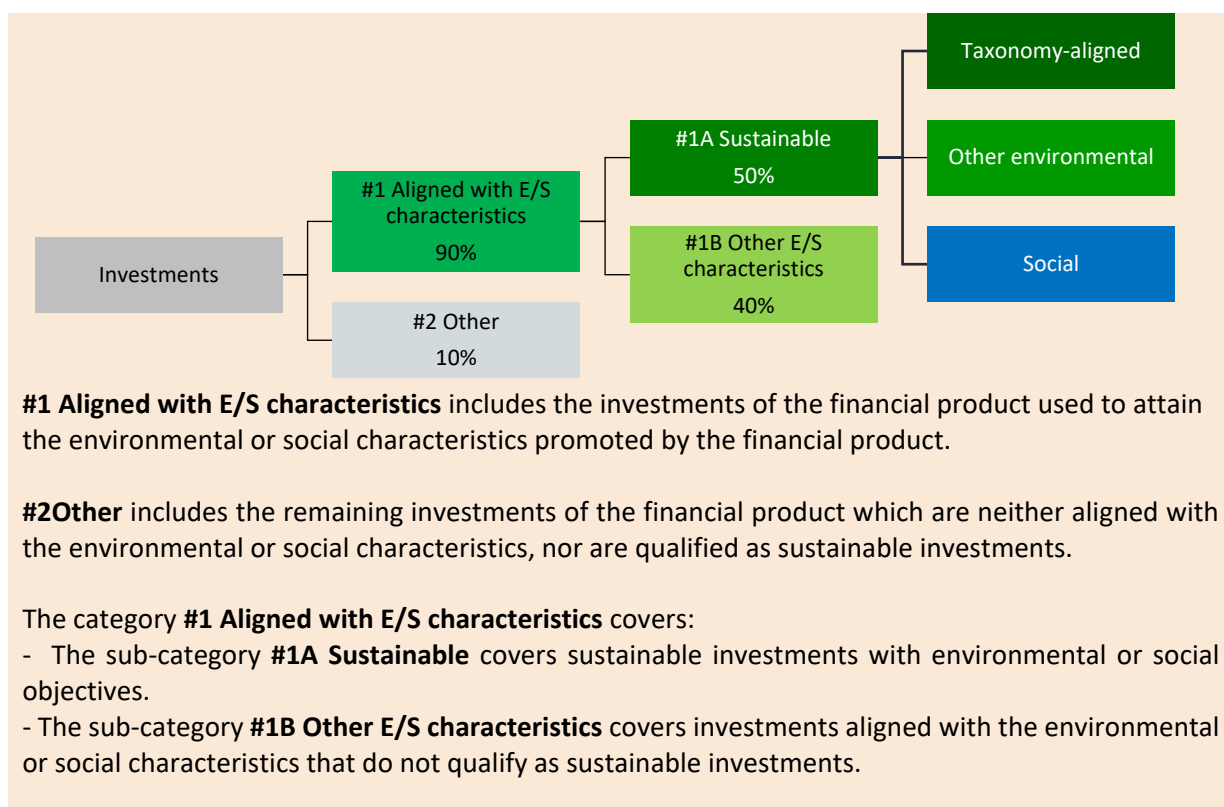 Taxonomy-aligned
#1A Sustainable
50%
Other environmental
#1 Aligned with E/S
characteristics
90%
#1B Other E/S
characteristics
40%
Social
Investments
#2 Other
10%
#1 Aligned with E/S characteristics includes the investments of the financial product used to attain
the environmental or social characteristics promoted by the financial product.
#2Other includes the remaining investments of the financial product which are neither aligned with
the environmental or social characteristics, nor are qualified as sustainable investments.
The category #1 Aligned with E/S characteristics covers:
- The sub-category #1A Sustainable covers sustainable investments with environmental or social
objectives.
- The sub-category #1B Other E/S characteristics covers investments aligned with the environmental
or social characteristics that do not qualify as sustainable investments.